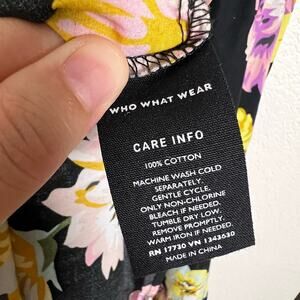 WHO WHAT WEAR
CARE INFO
100% COTTON
MACHINE WASH COLD
SEPARATELY.
GENTLE CYCLE.
ONLY NON-CHLORINE
BLEACH IF NEEDED.
TUMBLE DRY LOW.
REMOVE PROMPTLY.
WARM IRON IF NEEDED.
RN 17730 VN 1343630
MADE IN CHINA